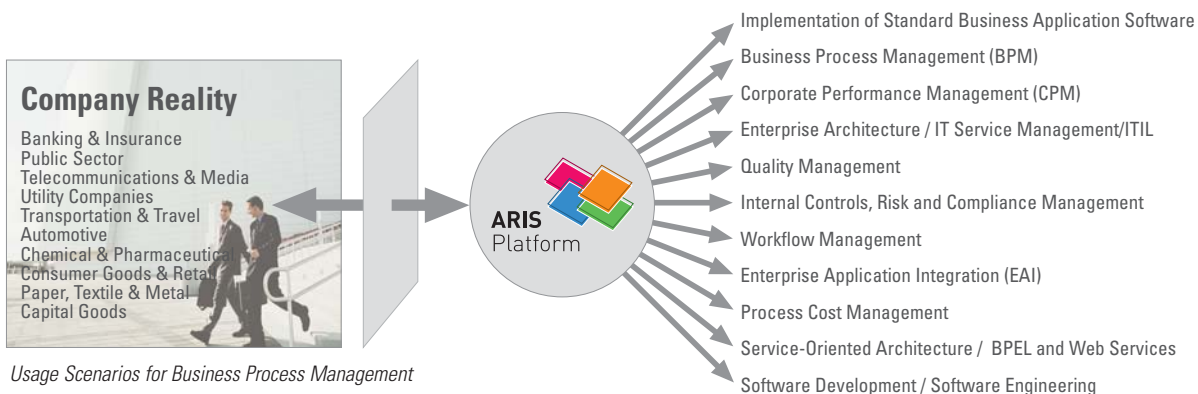 Company Reality
Banking & Insurance
Public Sector
Telecommunications & Media
Utility Companies
Transportation & Travel
Automotive
Chemical & Pharmaceutical
Consumer Goods & Retail
Paper, Textile & Metal
Capital Goods
Usage Scenarios for Business Process Management
ARIS
Platform
Implementation of Standard Business Application Software
Business Process Management (BPM)
Corporate Performance Management (CPM)
Enterprise Architecture / IT Service Management/ITIL
Quality Management
Internal Controls, Risk and Compliance Management
Workflow Management
Enterprise Application Integration (EAI)
Process Cost Management
Service-Oriented Architecture / BPEL and Web Services
Software Development / Software Engineering